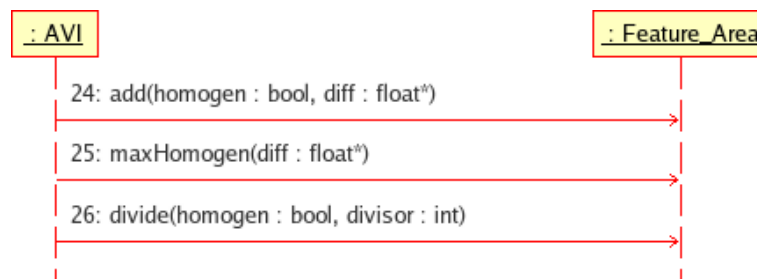 : AVI
: Feature_Area
24: add(homogen : bool, diff : float*)
25: maxHomogen(diff : float*)
26: divide(homogen : bool, divisor : int)